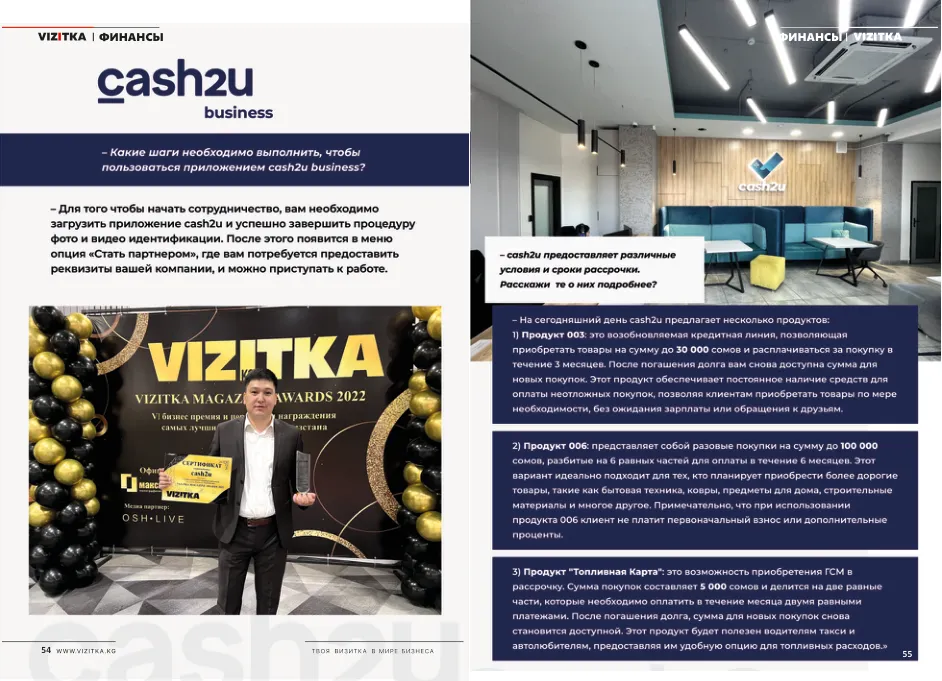 VIZITKA | ФИНАНСЫ
cash2u
business
– Какие шаги необходимо выполнить, чтобы
пользоваться приложением cash2u business?
– Для того чтобы начать сотрудничество, вам необходимо
загрузить приложение cash2u и успешно завершить процедуру
фото и видео идентификации. После этого появится в меню
опция «Стать партнером», где вам потребуется предоставить
реквизиты вашей компании, и можно приступать к работе.
VIZITKA
VIZITKA MAGAZINE AWARDS 2022
VI бизнес премия и
награждения
самых лучши
СЕРТИФИКАТ
cash2u
VIZITKA
макс
Медиа партнер:
OSH•LIVE
54 WWW.VIZITKA.KG
ТВОЯ ВИЗИТКА В МИРЕ БИЗНЕСА
ФИНАНСЫ | VIZITKA
cash2u
– cash2u предоставляет различные
условия и сроки рассрочки.
Расскажи те о них подробнее?
– На сегодняшний день cash2u предлагает несколько продуктов:
1) Продукт 003: это возобновляемая кредитная линия, позволяющая
приобретать товары на сумму до 30 000 сомов и расплачиваться за покупку в
течение 3 месяцев. После погашения долга вам снова доступна сумма для
новых покупок. Этот продукт обеспечивает постоянное наличие средств для
оплаты неотложных покупок, позволяя клиентам приобретать товары по мере
необходимости, без ожидания зарплаты или обращения к друзьям.
2) Продукт 006: представляет собой разовые покупки на сумму до 100 000
сомов, разбитые на 6 равных частей для оплаты в течение 6 месяцев. Этот
вариант идеально подходит для тех, кто планирует приобрести более дорогие
товары, такие как бытовая техника, ковры, предметы для дома, строительные
материалы и многое другое. Примечательно, что при использовании
продукта 006 клиент не платит первоначальный взнос или дополнительные
проценты.
3) Продукт "Топливная Карта": это возможность приобретения ГСМ в
рассрочку. Сумма покупок составляет 5 000 сомов и делится на две равные
части, которые необходимо оплатить в течение месяца двумя равными
платежами. После погашения долга, сумма для новых покупок снова
становится доступной. Этот продукт будет полезен водителям такси и
автолюбителям, предоставляя им удобную опцию для топливных расходов.»
55
cash2u